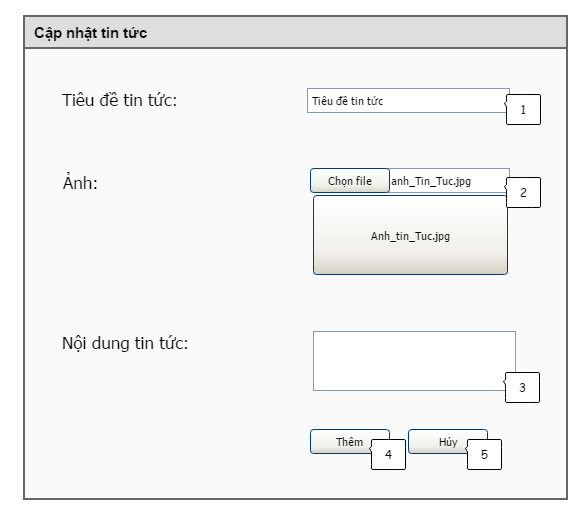 Cập nhật tin tức
Tiêu đề tin tức:
Tiêu đề tin tức
1
Ảnh:
Chọn file
anh_Tin_Tuc.jpg
2
Anh_tin_Tuc.jpg
Nội dung tin tức:
3
Thêm
4
Hủy
5